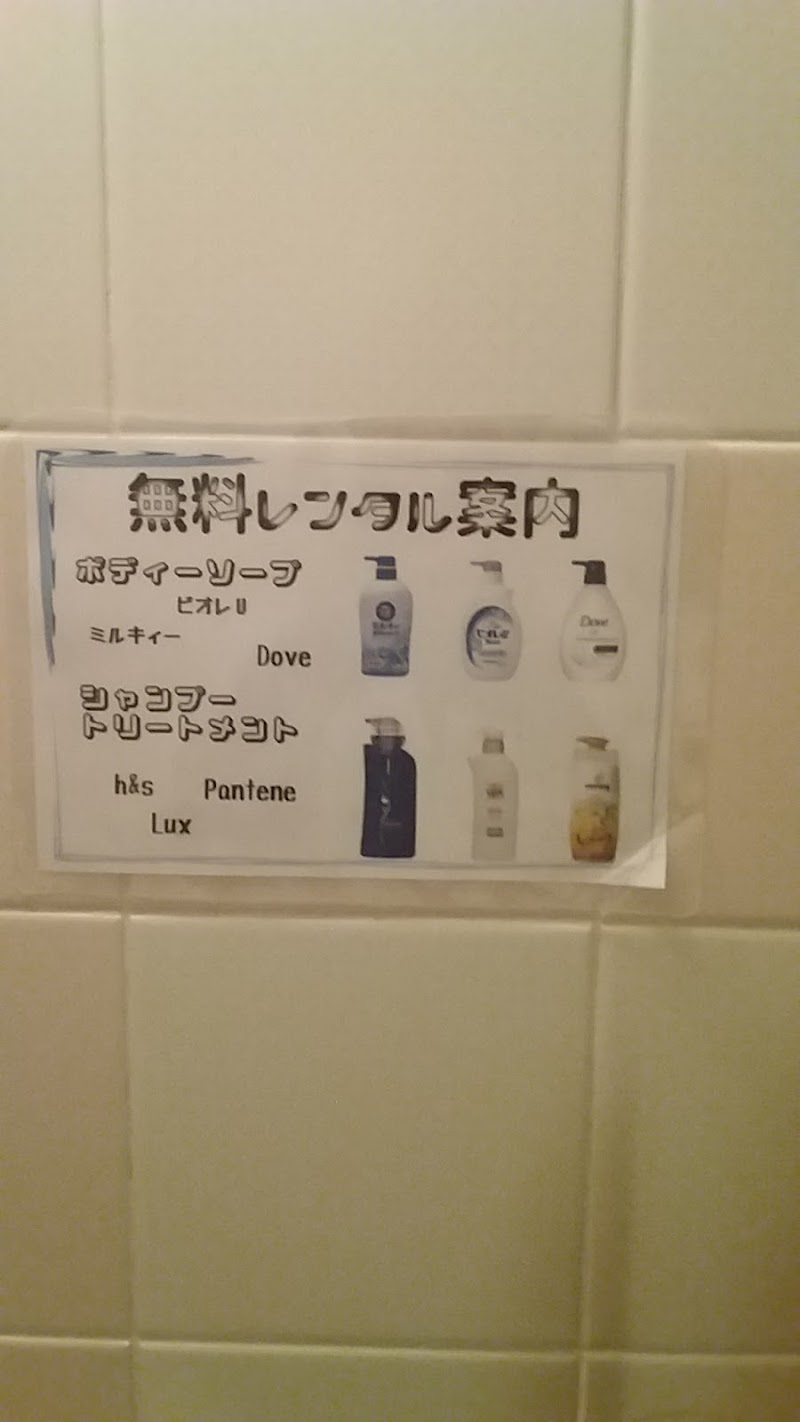 無料レンタル案内
ボディーソープ
ビオレU
ミルキィー
Dove
シャンプー
トリートメント
h&s Pantene
Lux
Dove